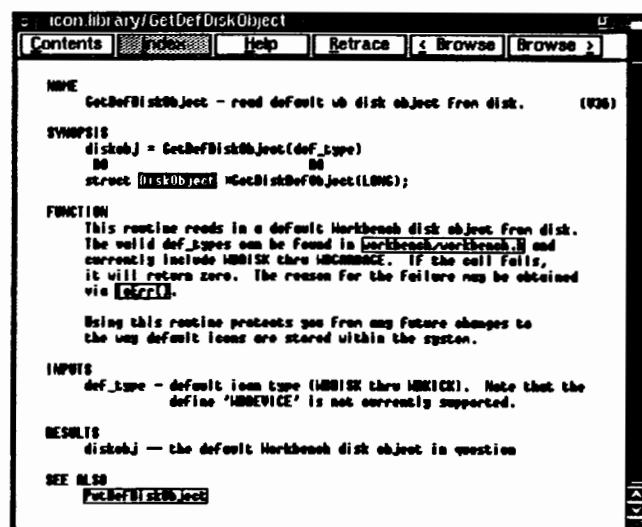 icon.library/GetDefDiskObject
Contents Index Help Retrace < Browse Browse >
NAME
GetDefDiskObject - read default wb disk object from disk. (V36)
SYNOPSIS
diskobj = GetDefDiskObject(def_type)
D0 D0
struct DiskObject *GetDiskDefObject(LONG);
FUNCTION
This routine reads in a default Workbench disk object from disk.
The valid def_types can be found in workbench/workbench.h and
currently include WBDISK thru WBGARBAGE. If the call fails,
it will return zero. The reason for the failure may be obtained
via IoErr().
Using this routine protects you from any future changes to
the way default icons are stored within the system.
INPUTS
def_type - default icon type (WBDISK thru WBKICK). Note that the
define 'WBDEVICE' is not currently supported.
RESULTS
diskobj -- the default Workbench disk object in question
SEE ALSO
PutDefDiskObject